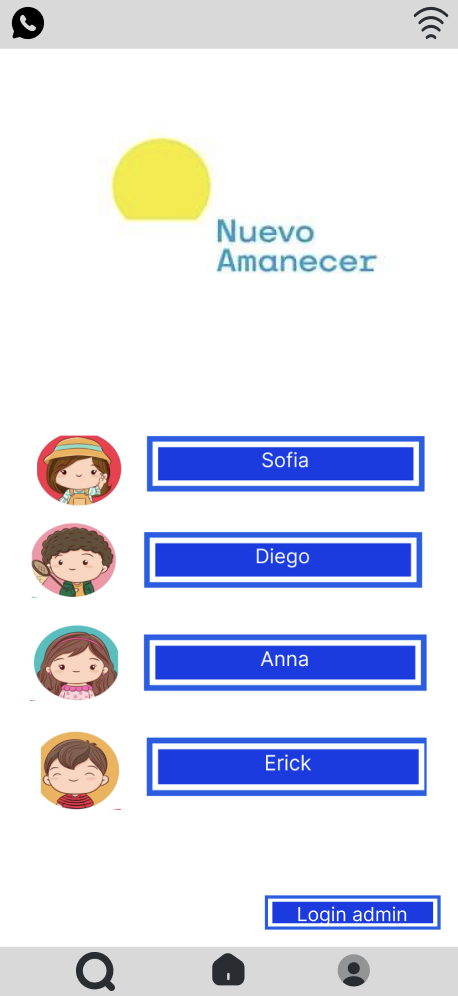 Nuevo
Amanecer
Sofia
Diego
Anna
Erick
Login admin